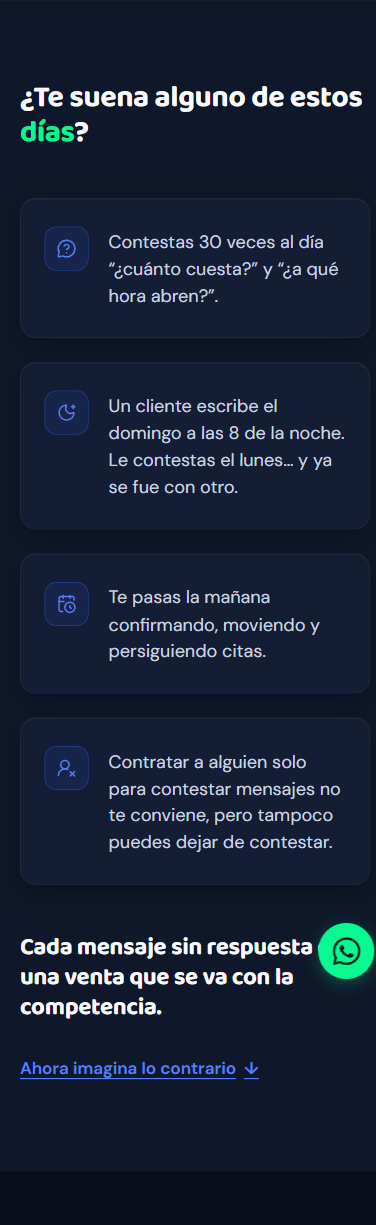 ¿Te suena alguno de estos
días?
Contestas 30 veces al día
“¿cuánto cuesta?” y “¿a qué
hora abren?”.
Un cliente escribe el
domingo a las 8 de la noche.
Le contestas el lunes... y ya
se fue con otro.
Te pasas la mañana
confirmando, moviendo y
persiguiendo citas.
Contratar a alguien solo
para contestar mensajes no
te conviene, pero tampoco
puedes dejar de contestar.
Cada mensaje sin respuesta
una venta que se va con la
competencia.
Ahora imagina lo contrario ↓